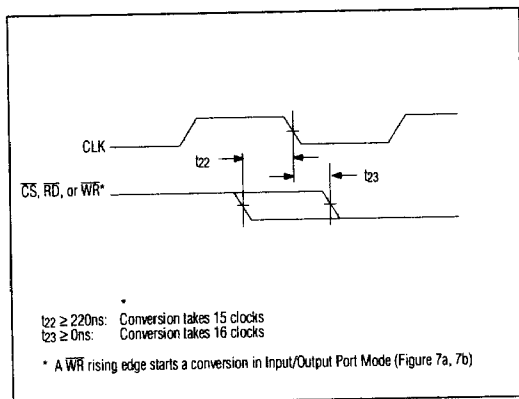 CLK
t22
t23
CS, RD, or WR*
*
t22 ≥ 220ns: Conversion takes 15 clocks
t23 ≥ 0ns: Conversion takes 16 clocks
* A WR rising edge starts a conversion in Input/Output Port Mode (Figure 7a, 7b)